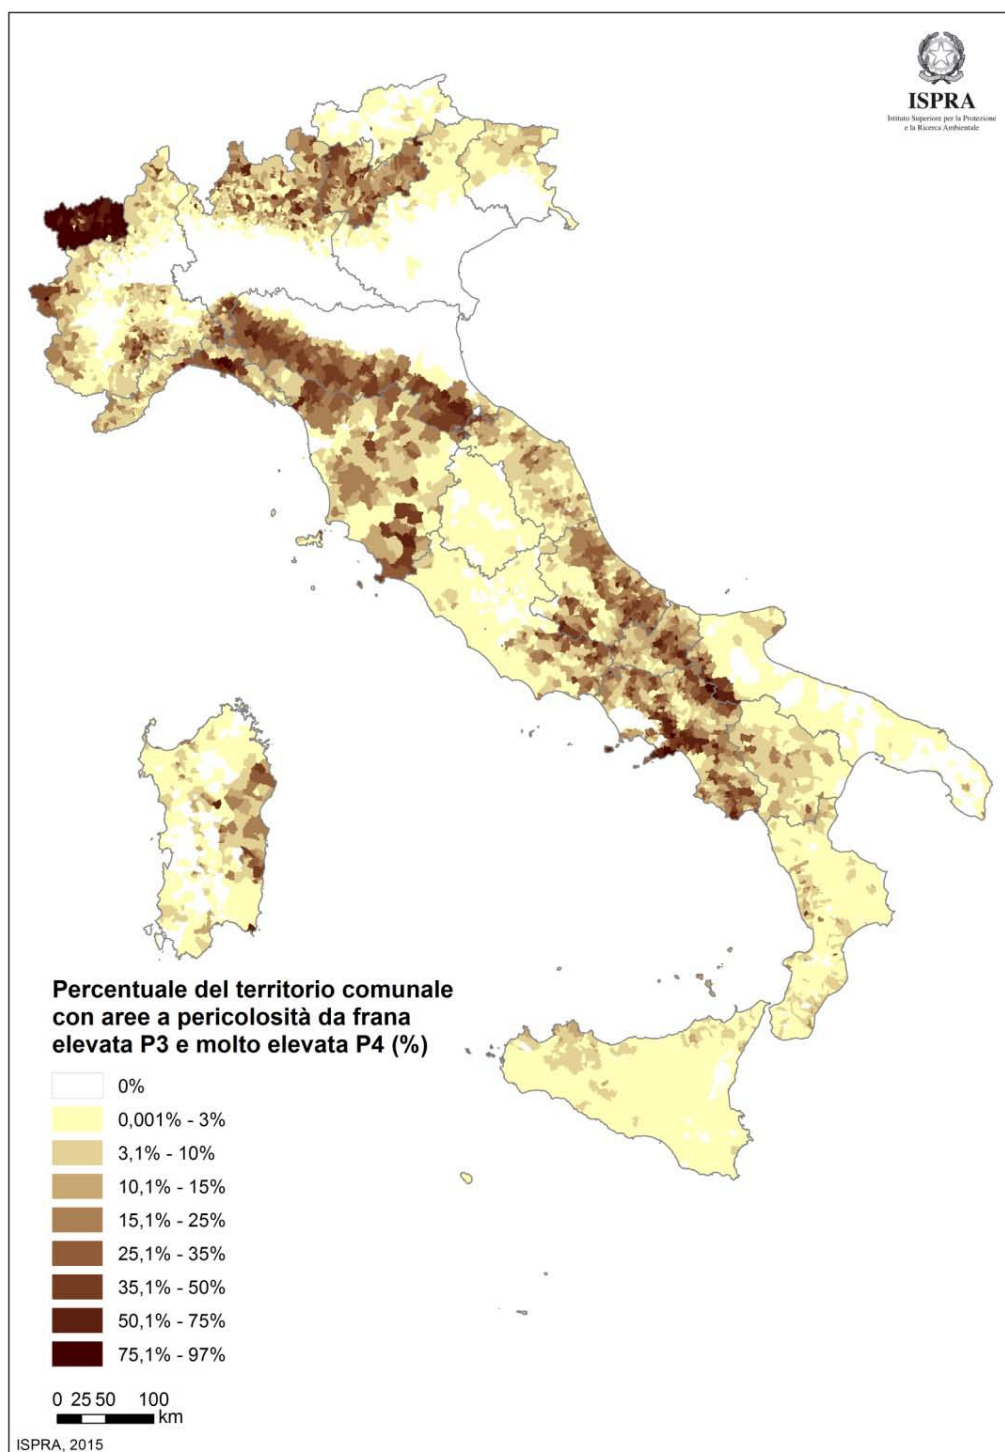 ISPRA
Istituto Superiore per la Protezione
e la Ricerca Ambientale
Percentuale del territorio comunale
con aree a pericolosità da frana
elevata P3 e molto elevata P4 (%)
0%
0,001% - 3%
3,1% - 10%
10,1% - 15%
15,1% - 25%
25,1% - 35%
35,1% - 50%
50,1% - 75%
75,1% - 97%
0 25 50 100
km
ISPRA, 2015